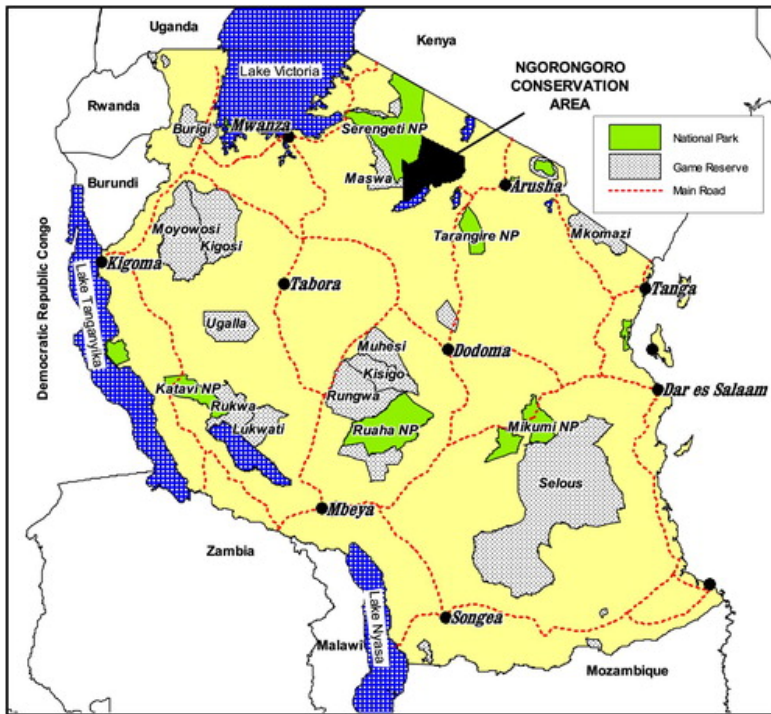 Uganda
Kenya
Lake Victoria
NGORONGORO
CONSERVATION
AREA
Rwanda
Burigi
Mwanza
Serengeti NP
National Park
Game Reserve
Main Road
Burundi
Maswa
Arusha
Moyowosi
Kigosi
Tarangire NP
Mkomazi
Kigoma
Tabora
Tanga
Democratic Republic Congo
Lake Tanganyika
Ugalla
Muhesi
Dodoma
Kisigo
Katavi NP
Rungwa
Dar es Salaam
Rukwa
Lukwati
Ruaha NP
Mikumi NP
Selous
Mbeya
Zambia
Lake Nyasa
Songea
Malawi
Mozambique